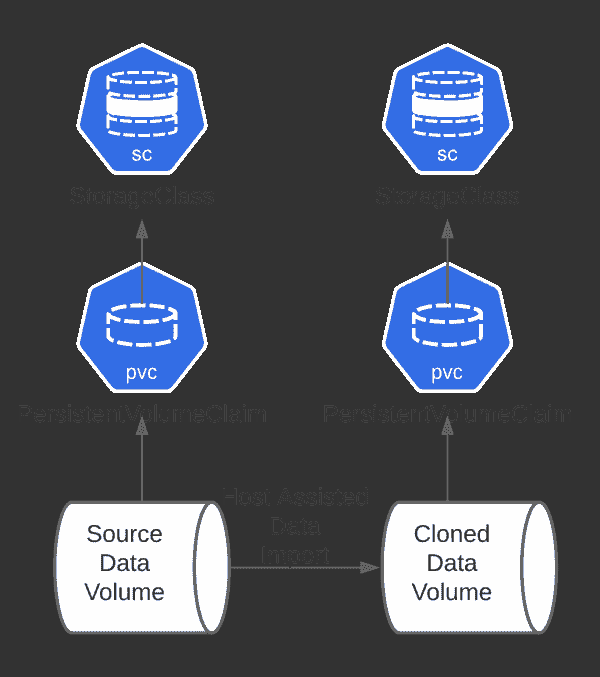 sc
sc
StorageClass
StorageClass
pvc
pvc
PersistentVolumeClaim
PersistentVolumeClaim
Host Assisted
Data
Import
Source
Data
Volume
Cloned
Data
Volume